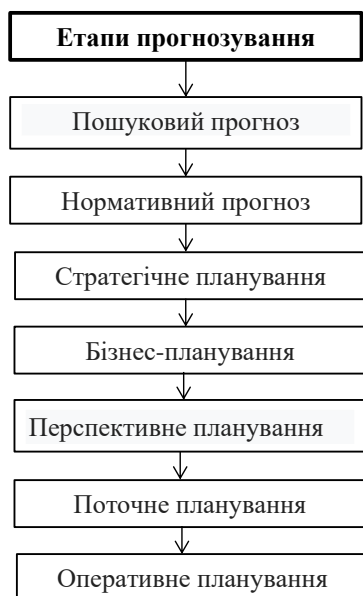 Етапи прогнозування
Пошуковий прогноз
Нормативний прогноз
Стратегічне планування
Бізнес-планування
Перспективне планування
Поточне планування
Оперативне планування